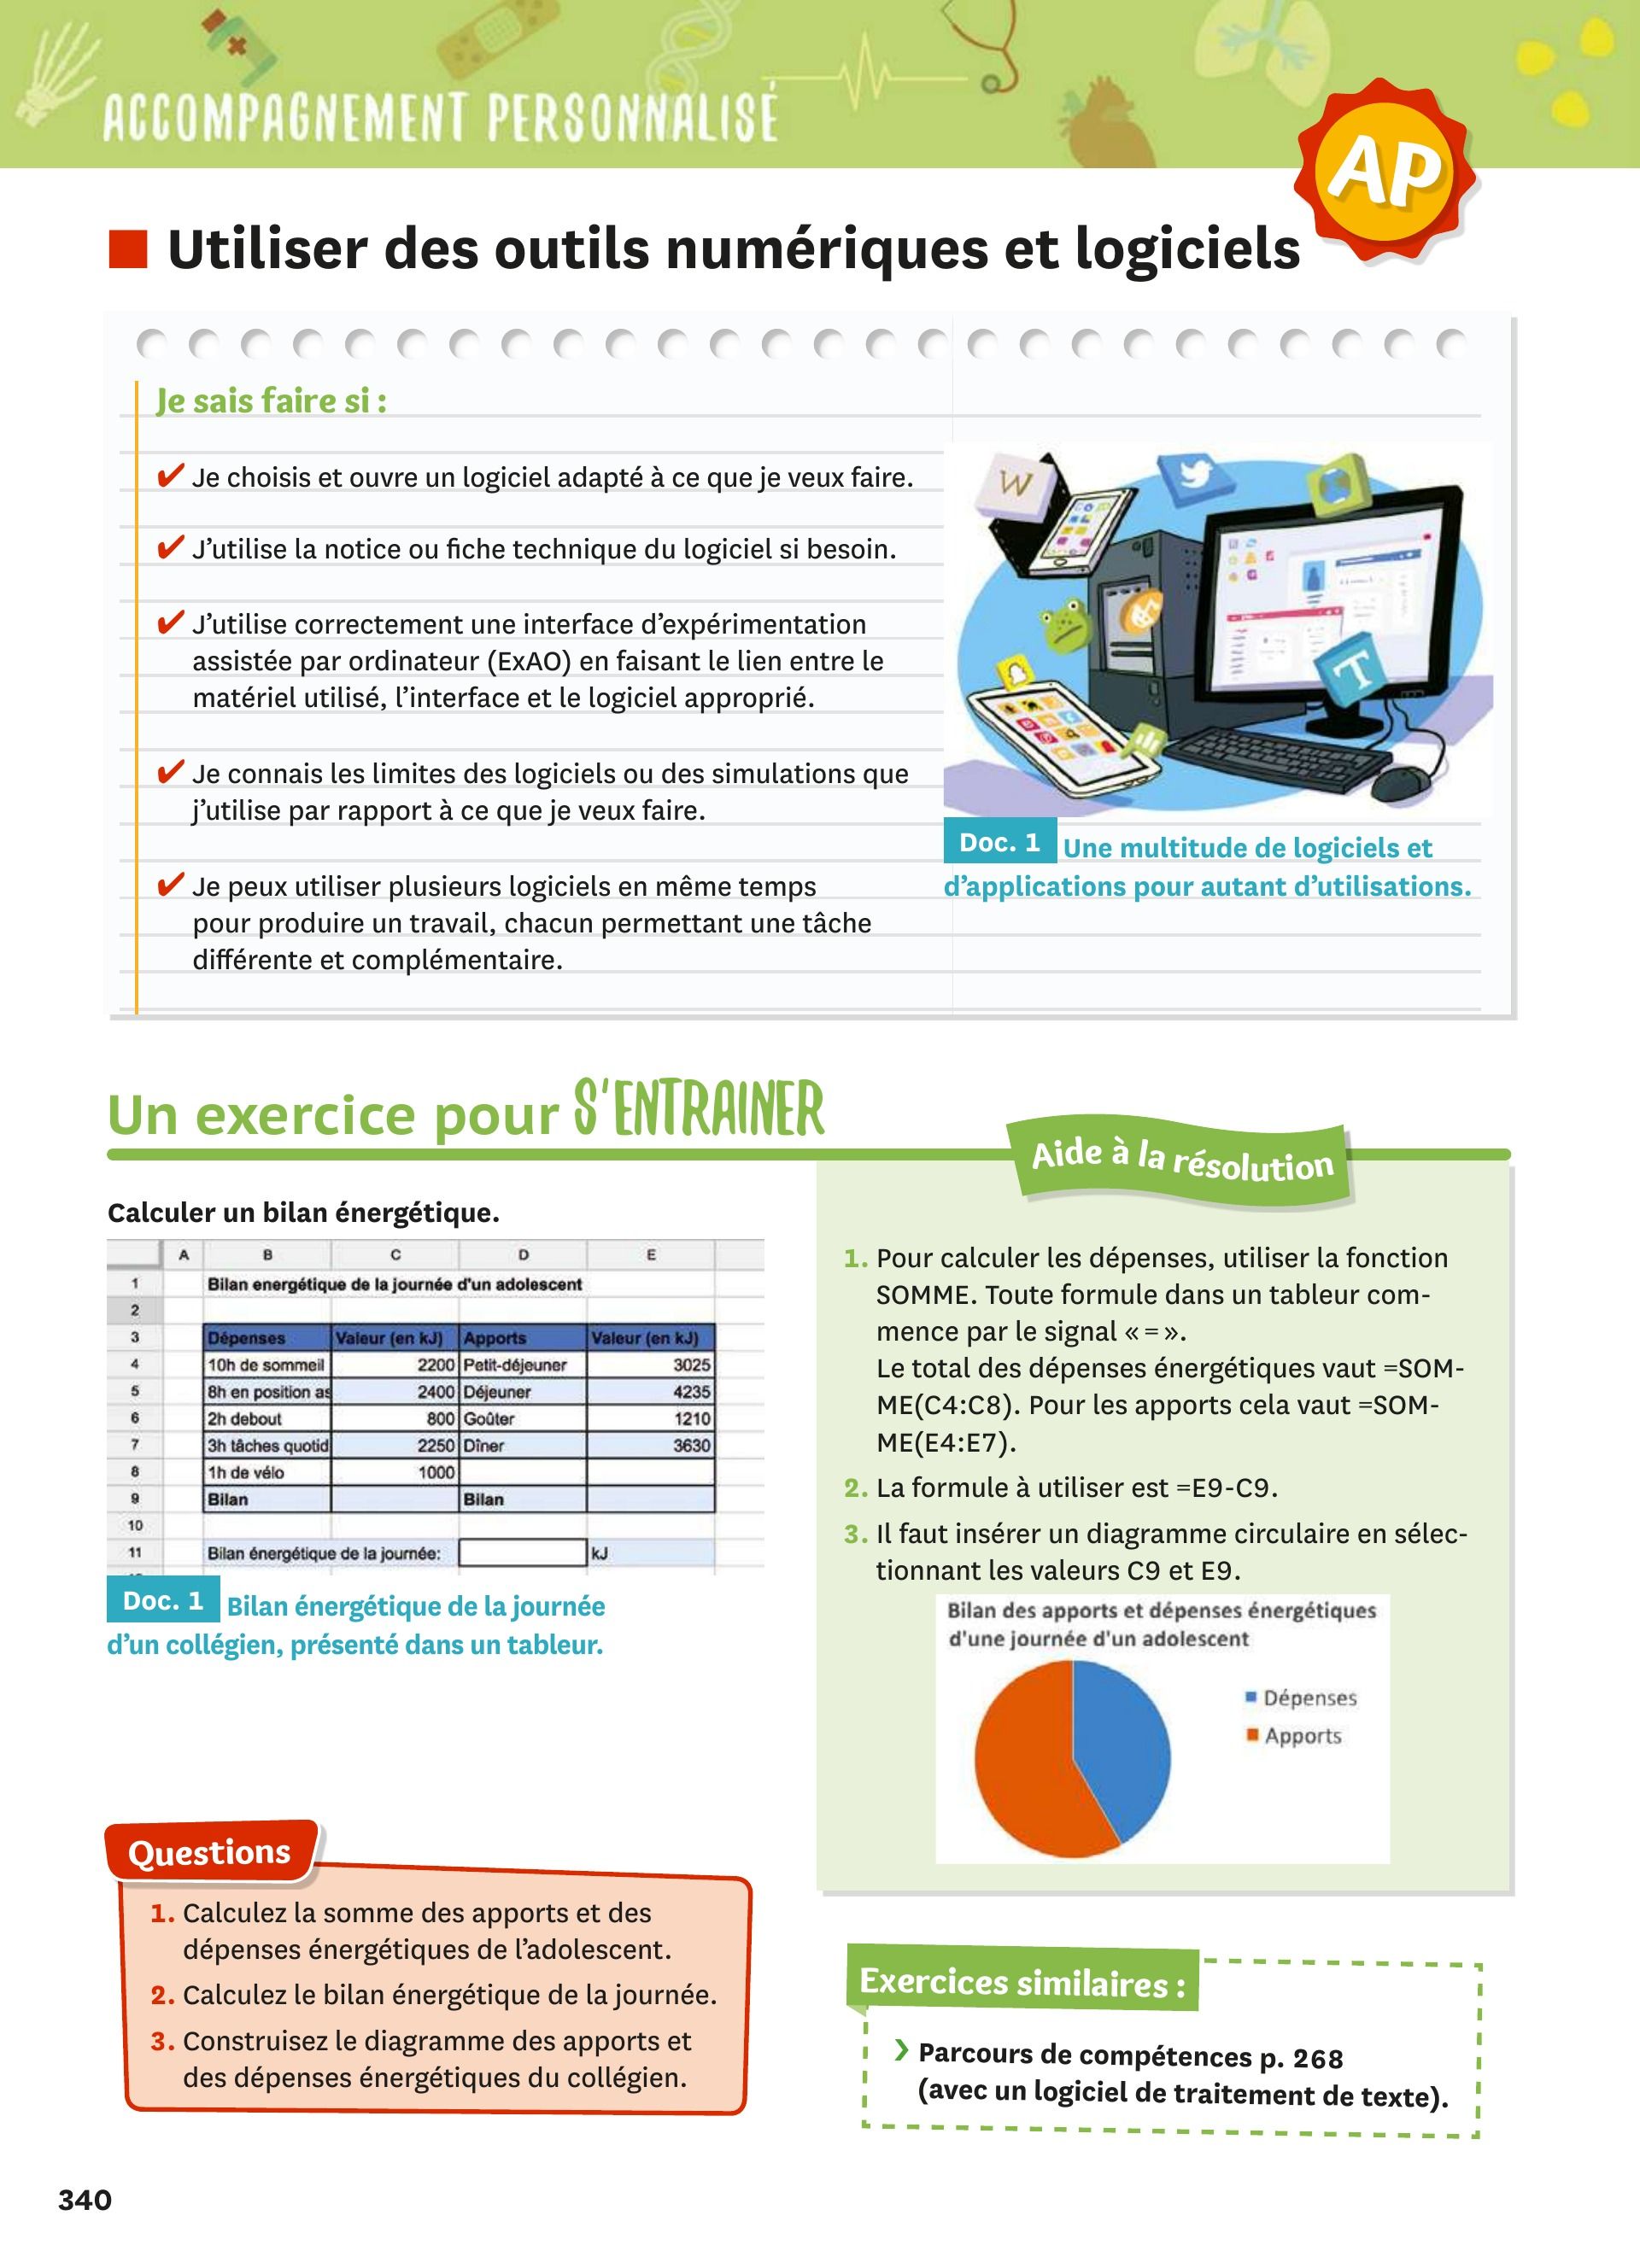 ACCOMPAGNEMENT PERSONNALISÉ
AP
Utiliser des outils numériques et logiciels
Je sais faire si :
✔ Je choisis et ouvre un logiciel adapté à ce que je veux faire.
✔ J'utilise la notice ou fiche technique du logiciel si besoin.
✔ J'utilise correctement une interface d'expérimentation
assistée par ordinateur (ExAO) en faisant le lien entre le
matériel utilisé, l'interface et le logiciel approprié.
✔ Je connais les limites des logiciels ou des simulations que
j'utilise par rapport à ce que je veux faire.
✔ Je peux utiliser plusieurs logiciels en même temps
pour produire un travail, chacun permettant une tâche
différente et complémentaire.
W
T
Doc. 1 Une multitude de logiciels et
d'applications pour autant d'utilisations.
Un exercice pour S'ENTRAINER
Calculer un bilan énergétique.
A B C D E
1 Bilan energétique de la journée d'un adolescent
2
3 Dépenses Valeur (en kJ) Apports Valeur (en kJ)
4 10h de sommeil 2200 Petit-déjeuner 3025
5 8h en position as 2400 Déjeuner 4235
6 2h debout 800 Goûter 1210
7 3h tâches quotid 2250 Dîner 3630
8 1h de vélo 1000
9 Bilan Bilan
10
11 Bilan énergétique de la journée: kJ
Doc. 1 Bilan énergétique de la journée
d'un collégien, présenté dans un tableur.
Questions
1. Calculez la somme des apports et des
dépenses énergétiques de l'adolescent.
2. Calculez le bilan énergétique de la journée.
3. Construisez le diagramme des apports et
des dépenses énergétiques du collégien.
Aide à la résolution
1. Pour calculer les dépenses, utiliser la fonction
SOMME. Toute formule dans un tableur com-
mence par le signal « = ».
Le total des dépenses énergétiques vaut =SOM-
ME(C4:C8). Pour les apports cela vaut =SOM-
ME(E4:E7).
2. La formule à utiliser est =E9-C9.
3. Il faut insérer un diagramme circulaire en sélec-
tionnant les valeurs C9 et E9.
Bilan des apports et dépenses énergétiques
d'une journée d'un adolescent
Dépenses
Apports
Exercices similaires :
› Parcours de compétences p. 268
(avec un logiciel de traitement de texte).
340